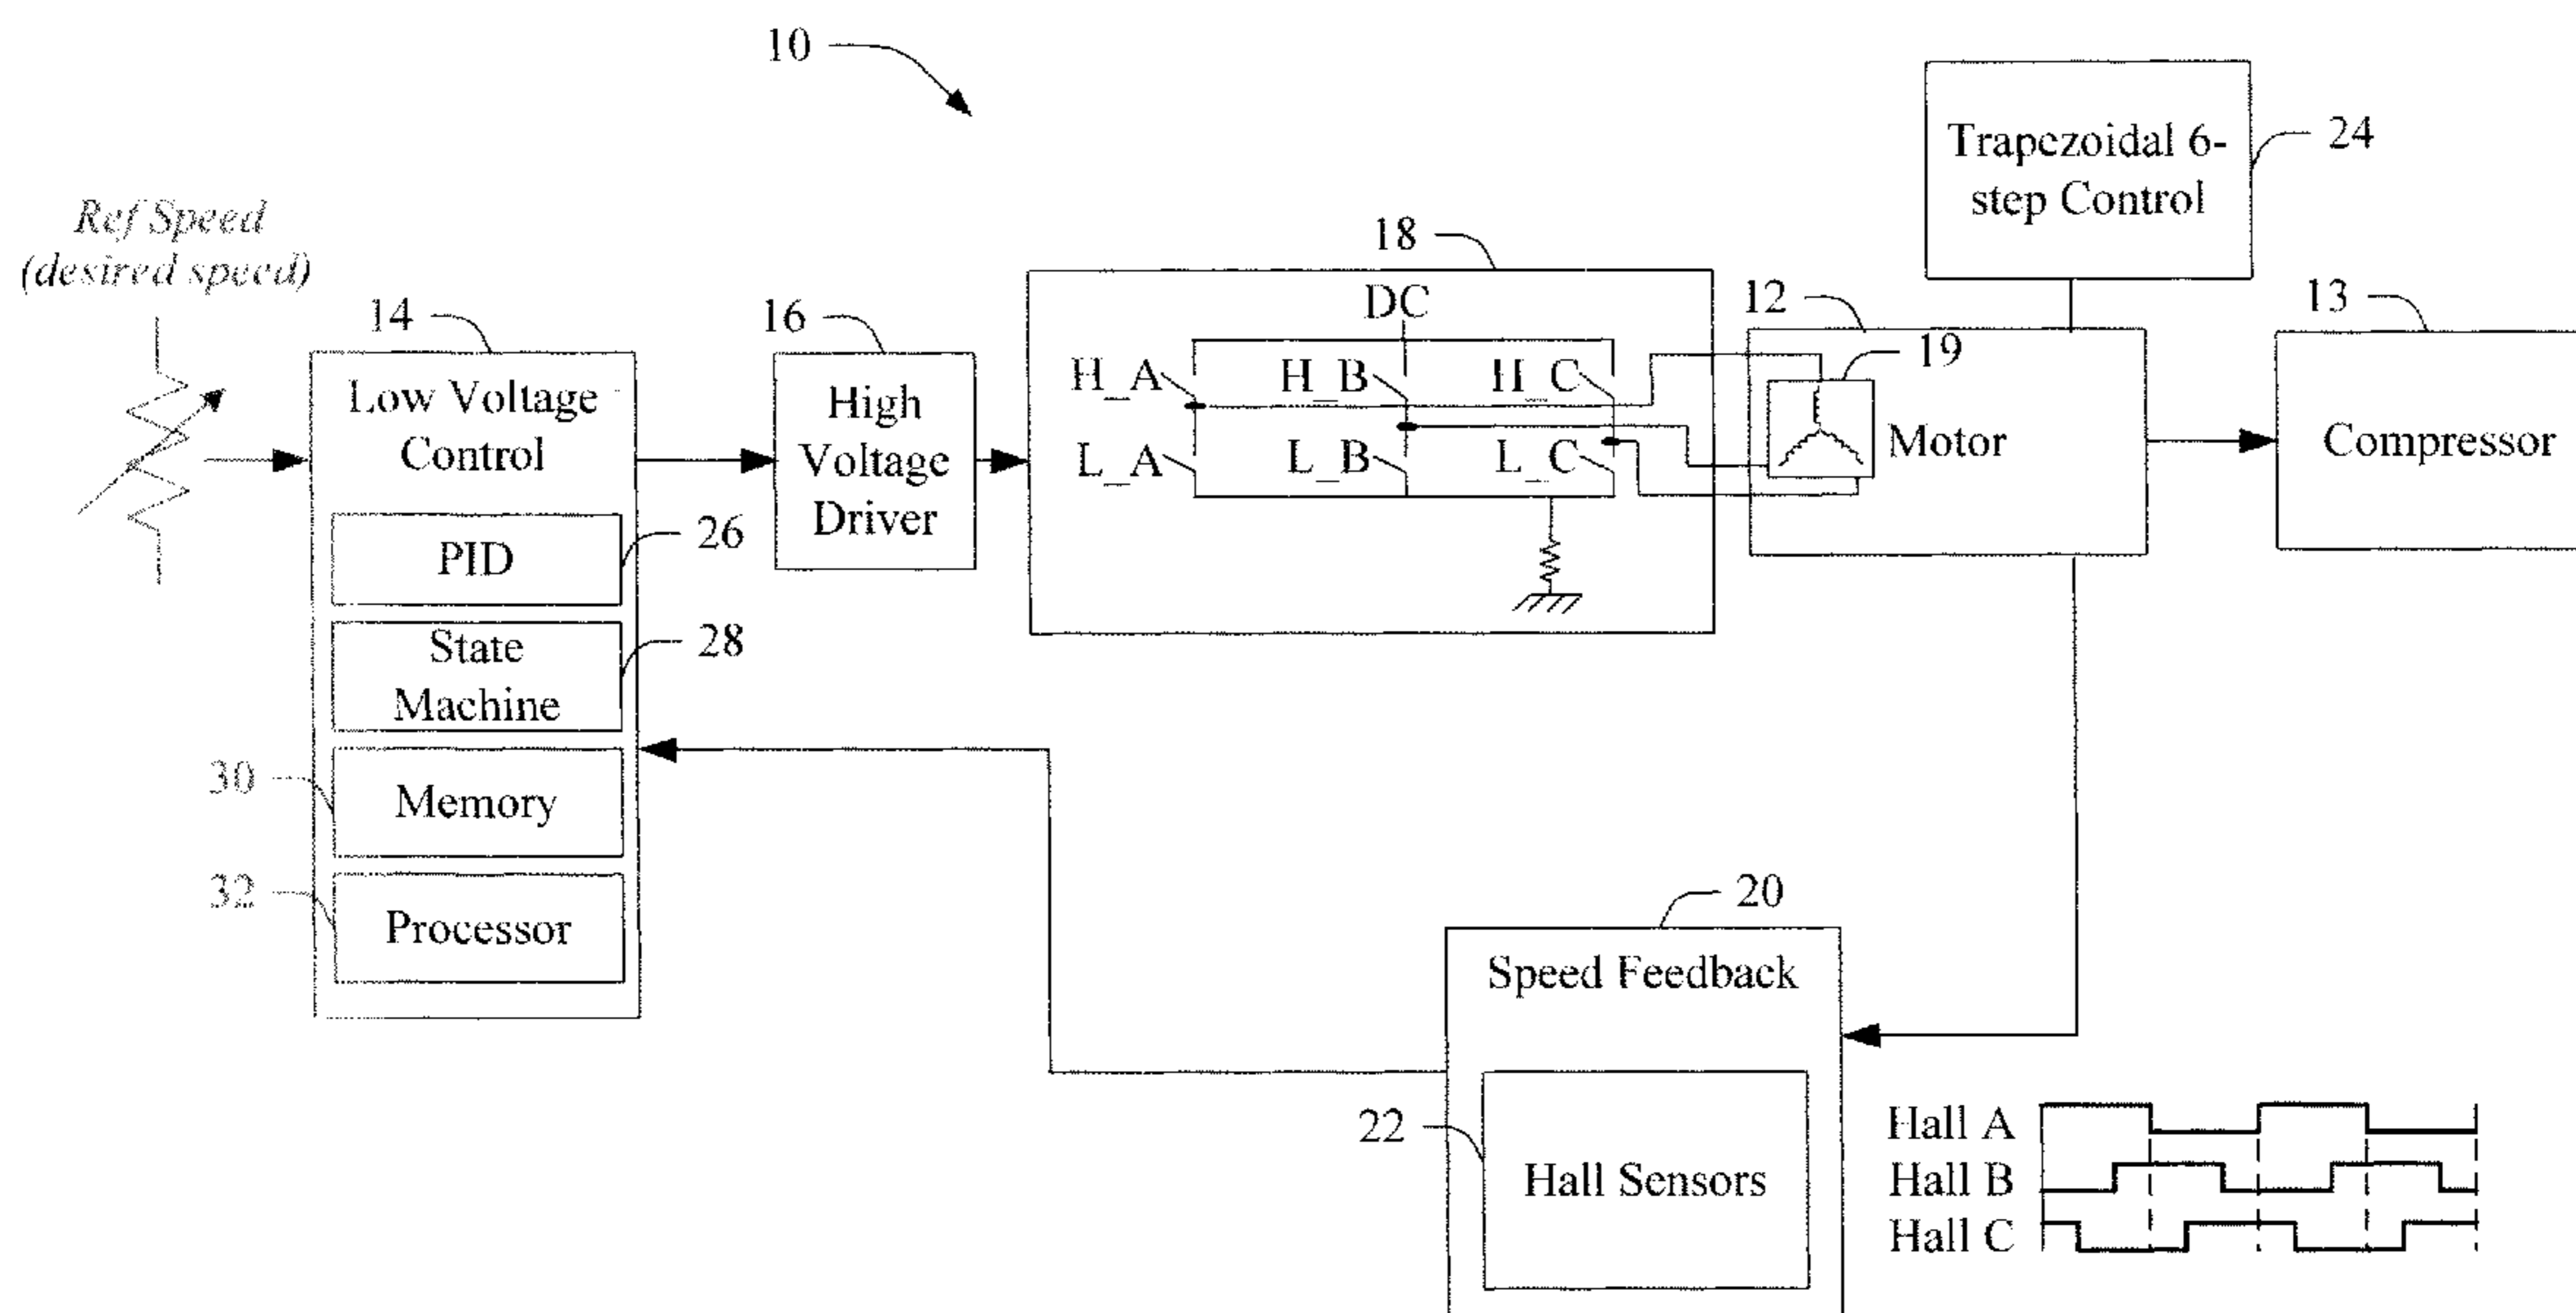 10
Trapezoidal 6-
step Control
24
Ref Speed
(desired speed)
14
Low Voltage
Control
PID
26
State
Machine
28
30
Memory
32
Processor
16
High
Voltage
Driver
18
DC
H_A
H_B
H_C
L_A
L_B
L_C
12
19
Motor
13
Compressor
20
Speed Feedback
22
Hall Sensors
Hall A
Hall B
Hall C